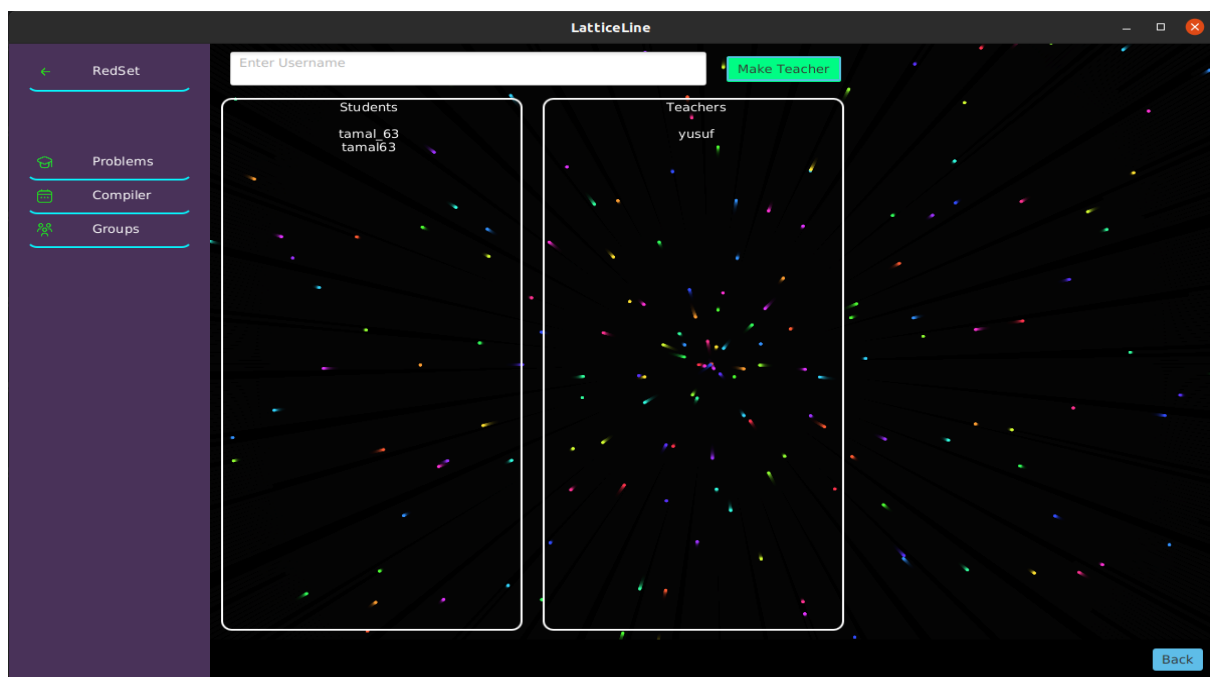 LatticeLine
RedSet
Problems
Compiler
Groups
Enter Username
Make Teacher
Students
tamal_63
tamal63
Teachers
yusuf
Back